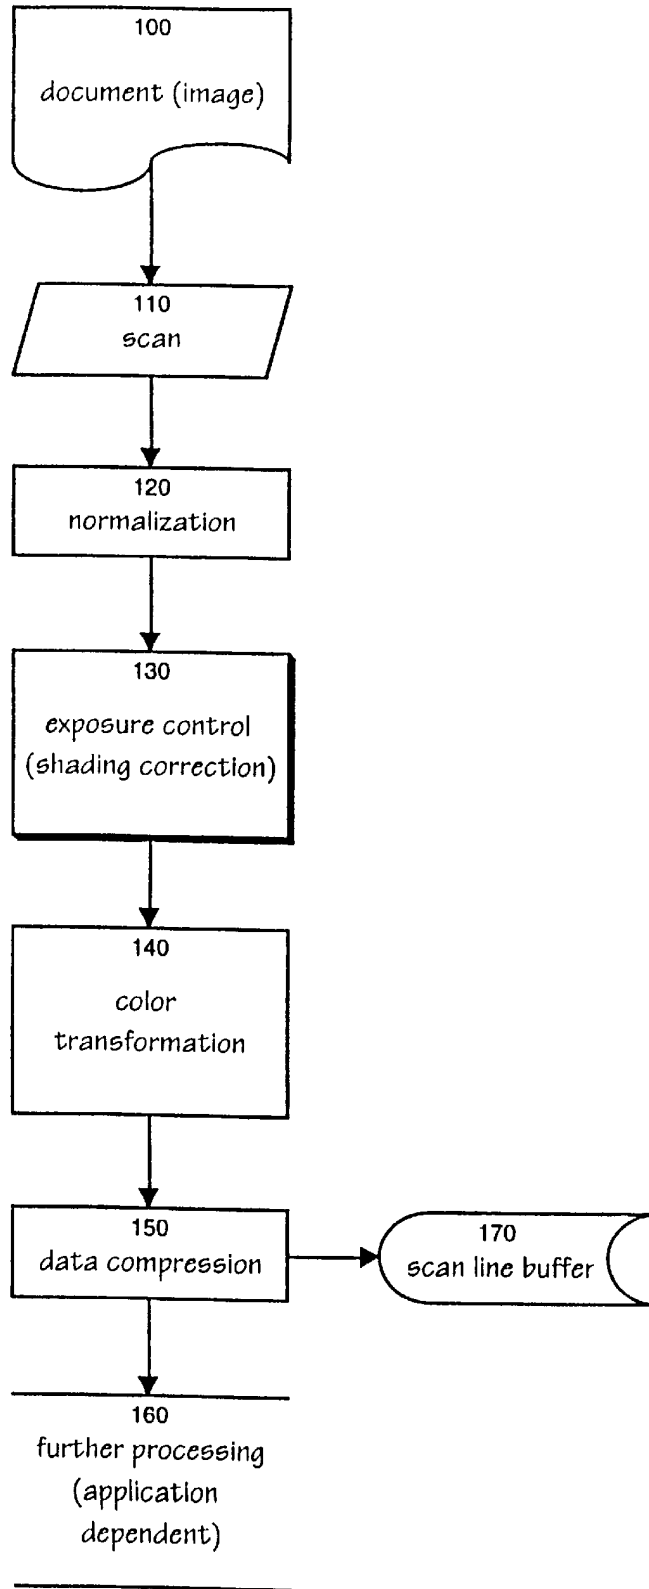 100
document (image)
110
scan
120
normalization
130
exposure control
(shading correction)
140
color
transformation
150
data compression
170
scan line buffer
160
further processing
(application
dependent)